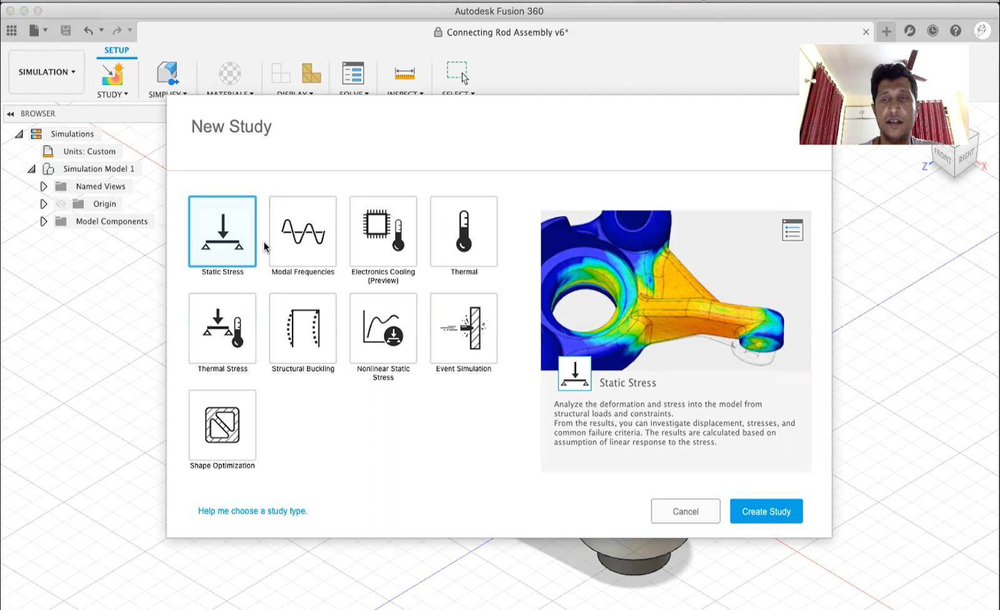 Autodesk Fusion 360
Connecting Rod Assembly v6*
SETUP
SIMULATION
STUDY
SIMPLIFY
MATERIALS
DISPLAY
SOLVE
INSPECT
SELECT
BROWSER
Simulations
Units: Custom
Simulation Model 1
Named Views
Origin
Model Components
New Study
Static Stress
Modal Frequencies
Electronics Cooling
(Preview)
Thermal
Thermal Stress
Structural Buckling
Nonlinear Static
Stress
Event Simulation
Shape Optimization
Static Stress
Analyze the deformation and stress into the model from
structural loads and constraints.
From the results, you can investigate displacement, stresses, and
common failure criteria. The results are calculated based on
assumption of linear response to the stress.
Help me choose a study type.
Cancel
Create Study
FRONT
RIGHT
Z
X